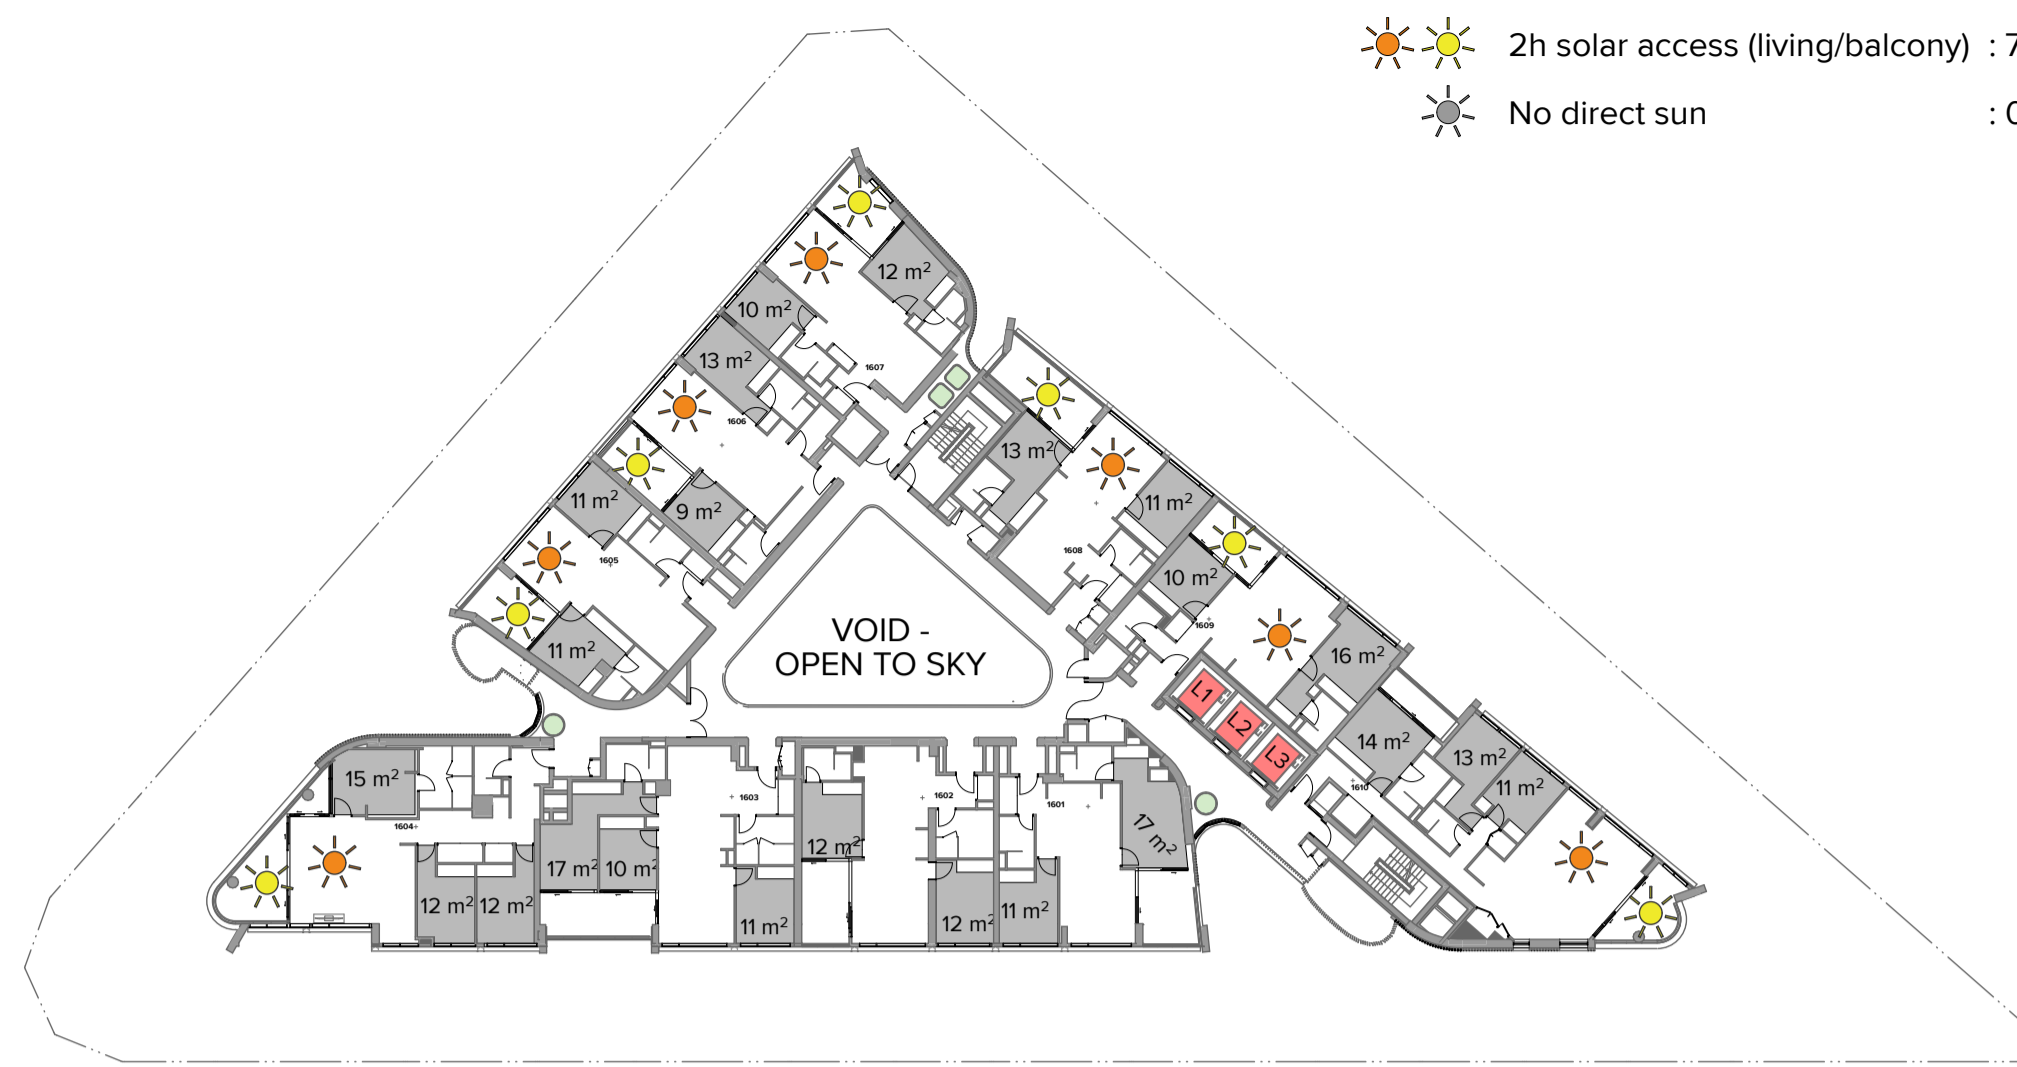 2h solar access (living/balcony) : 7
No direct sun : 0
12 m²
10 m²
13 m²
1607
1606
13 m²
11 m²
9 m²
11 m²
1605
1608
10 m²
1609
11 m²
VOID -
OPEN TO SKY
16 m²
L1
L2
L3
14 m²
13 m²
11 m²
1610
15 m²
1604
1603
1602
1601
17 m²
12 m²
17 m²
10 m²
12 m²
12 m²
11 m²
12 m²
11 m²